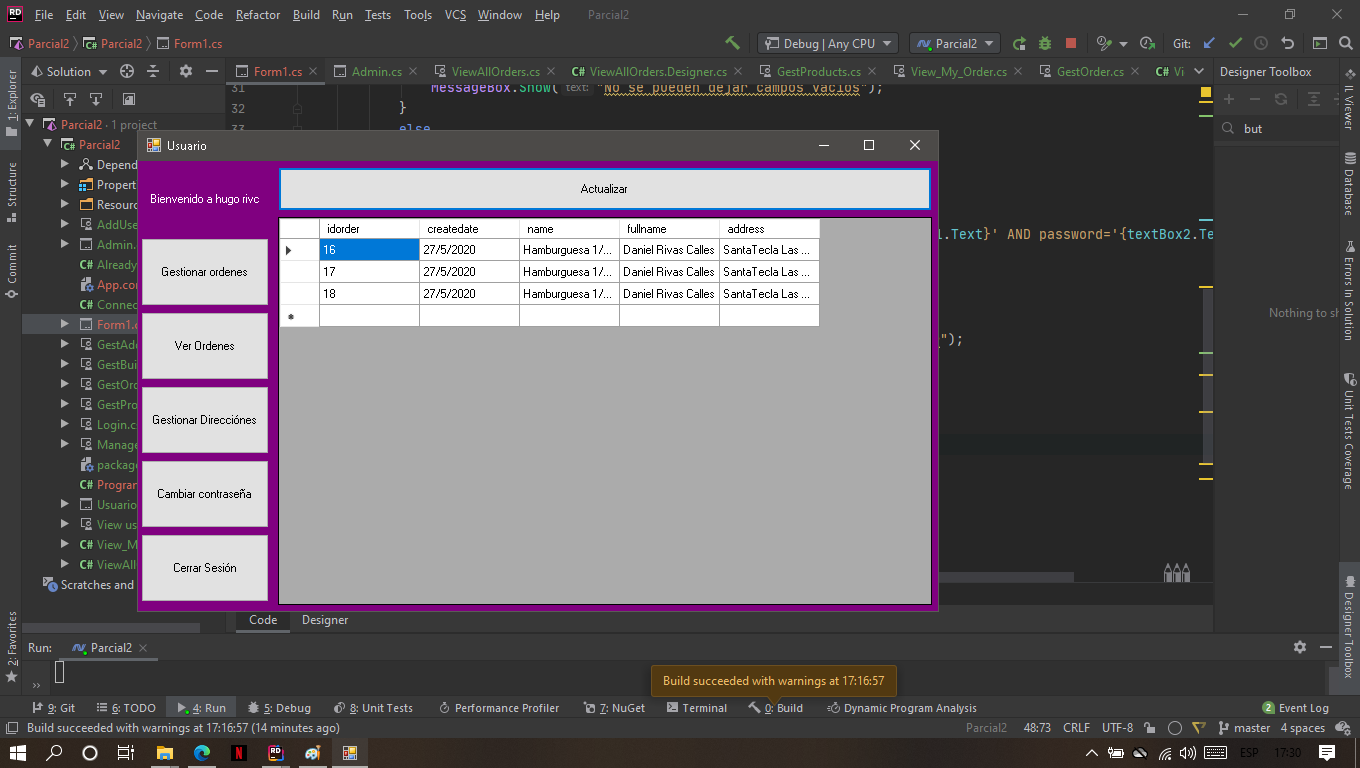 File Edit View Navigate Code Refactor Build Run Tests Tools VCS Window Help Parcial2
Parcial2 Parcial2 Form1.cs
Debug | Any CPU
Parcial2
Git:
Solution
Form1.cs
Admin.cs
ViewAllOrders.cs
ViewAllOrders.Designer.cs
GestProducts.cs
View_My_Order.cs
GestOrder.cs
Vi
Designer Toolbox
31 MessageBox.Show( text: "No se pueden dejar campos vacios");
32 }
33 else
but
Parcial2 · 1 project
Parcial2
Depend
Propert
Resourc
AddUse
Admin.
Already
App.con
Connec
Form1.c
GestAdd
GestBui
GestOrd
GestPro
Login.c
Manage
package
Program
Usuario
View us
View_M
ViewAll
Scratches and
Usuario
Bienvenido a hugo rivc
Actualizar
idorder createdate name fullname address
16 27/5/2020 Hamburguesa 1/... Daniel Rivas Calles SantaTecla Las ...
17 27/5/2020 Hamburguesa 1/... Daniel Rivas Calles SantaTecla Las ...
18 27/5/2020 Hamburguesa 1/... Daniel Rivas Calles SantaTecla Las ...
Gestionar ordenes
Ver Ordenes
Gestionar Direcciónes
Cambiar contraseña
Cerrar Sesión
.Text}' AND password='{textBox2.Te
");
Nothing to sh
1: Explorer
Structure
Commit
2: Favorites
IL Viewer
Database
Errors In Solution
Unit Tests Coverage
Designer Toolbox
Code Designer
Run: Parcial2
Build succeeded with warnings at 17:16:57
9: Git
6: TODO
4: Run
5: Debug
8: Unit Tests
Performance Profiler
7: NuGet
Terminal
0: Build
Dynamic Program Analysis
2 Event Log
Build succeeded with warnings at 17:16:57 (14 minutes ago)
Parcial2 48:73 CRLF UTF-8 master 4 spaces
ESP 17:30